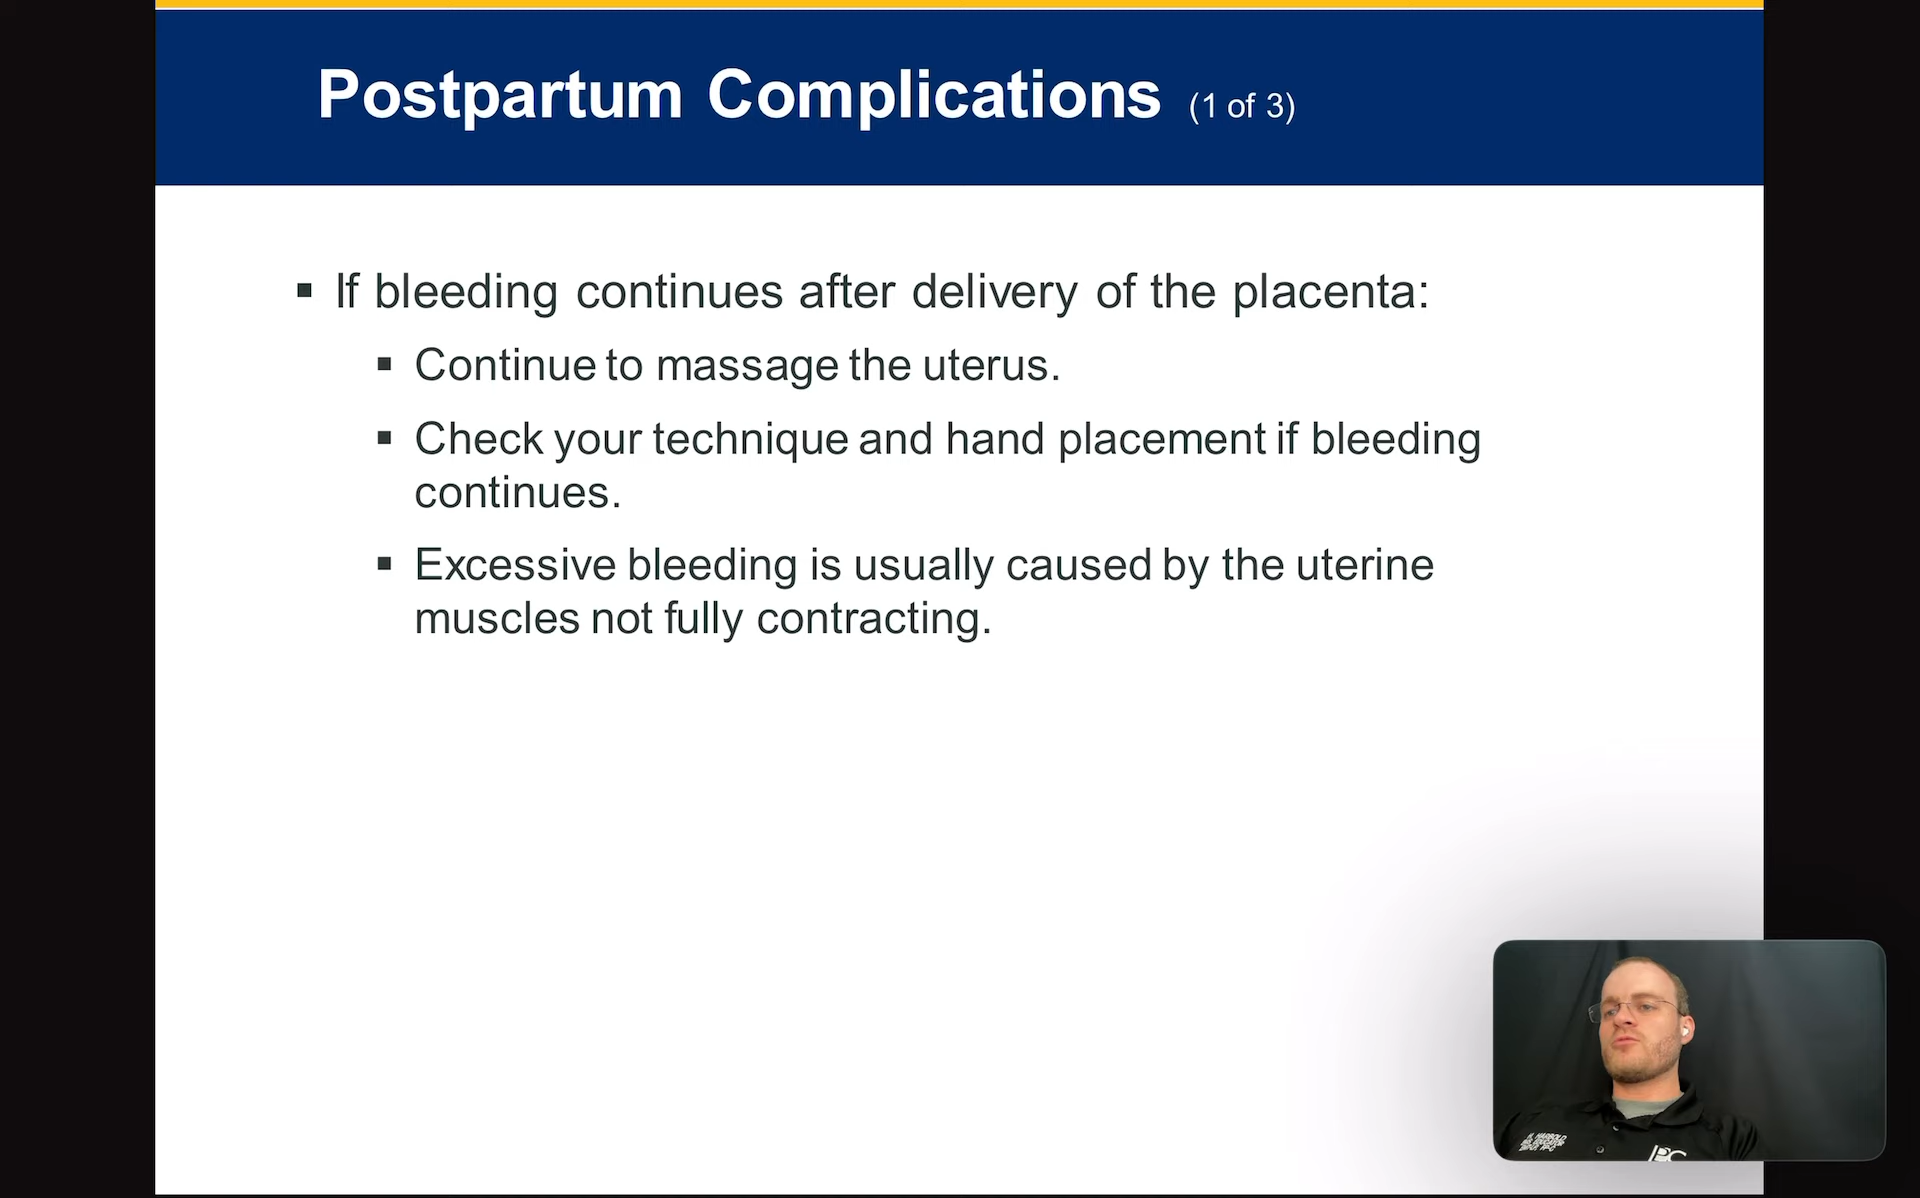 Postpartum Complications (1 of 3)
▪ If bleeding continues after delivery of the placenta:
▪ Continue to massage the uterus.
▪ Check your technique and hand placement if bleeding
continues.
▪ Excessive bleeding is usually caused by the uterine
muscles not fully contracting.